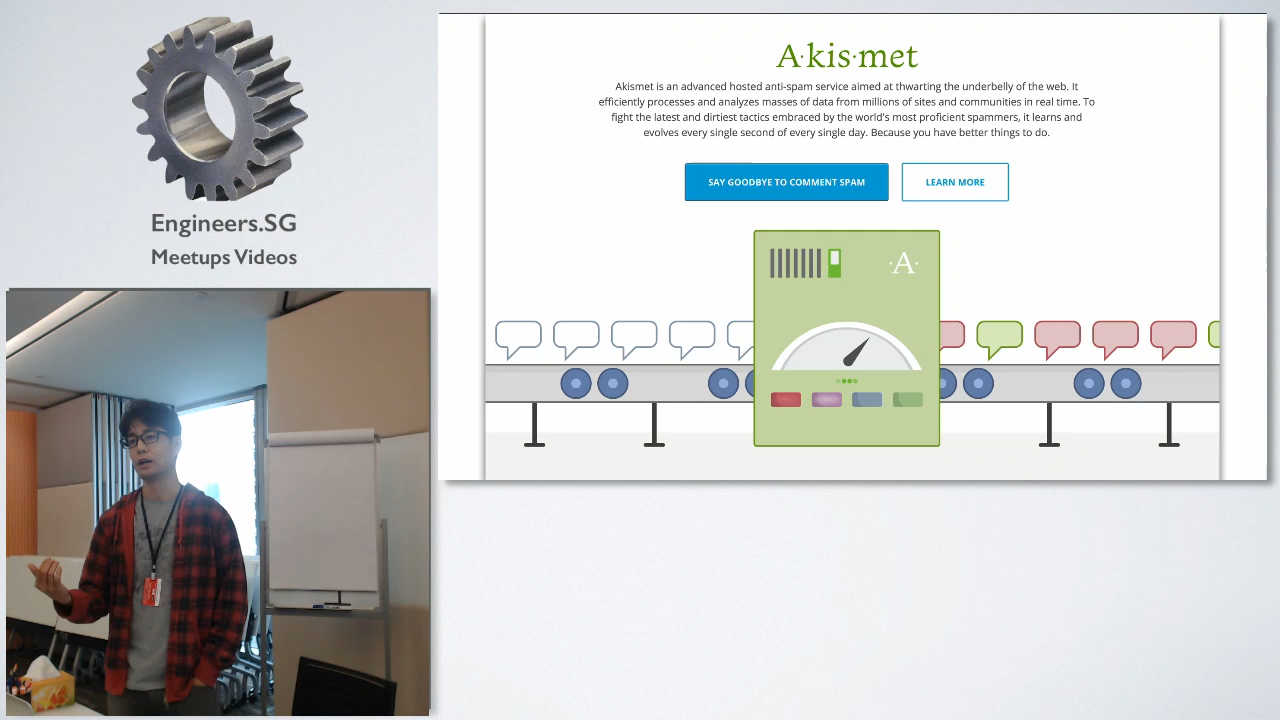 Engineers.SG
Meetups Videos
A·kis·met
Akismet is an advanced hosted anti-spam service aimed at thwarting the underbelly of the web. It
efficiently processes and analyzes masses of data from millions of sites and communities in real time. To
fight the latest and dirtiest tactics embraced by the world's most proficient spammers, it learns and
evolves every single second of every single day. Because you have better things to do.
SAY GOODBYE TO COMMENT SPAM
LEARN MORE
·A·